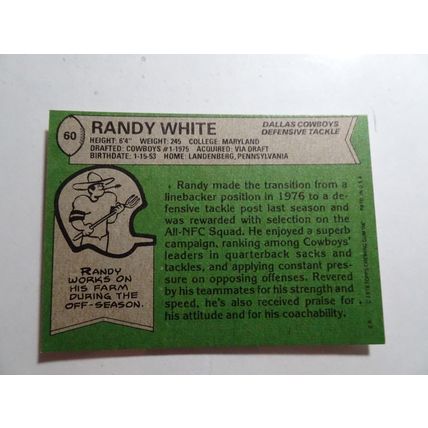 60
RANDY WHITE
DALLAS COWBOYS
DEFENSIVE TACKLE
HEIGHT: 6'4" WEIGHT: 245 COLLEGE: MARYLAND
DRAFTED: COWBOYS #1-1975 ACQUIRED: VIA DRAFT
BIRTHDATE: 1-15-53 HOME: LANDENBERG, PENNSYLVANIA
Randy made the transition from a
linebacker position in 1976 to a de-
fensive tackle post last season and
was rewarded with selection on the
All-NFC Squad. He enjoyed a superb
campaign, ranking among Cowboys'
leaders in quarterback sacks and
tackles, and applying constant pres-
sure on opposing offenses. Revered
by his teammates for his strength and
speed, he's also received praise for
his attitude and for his coachability.
RANDY
WORKS ON
HIS FARM
DURING THE
OFF-SEASON.